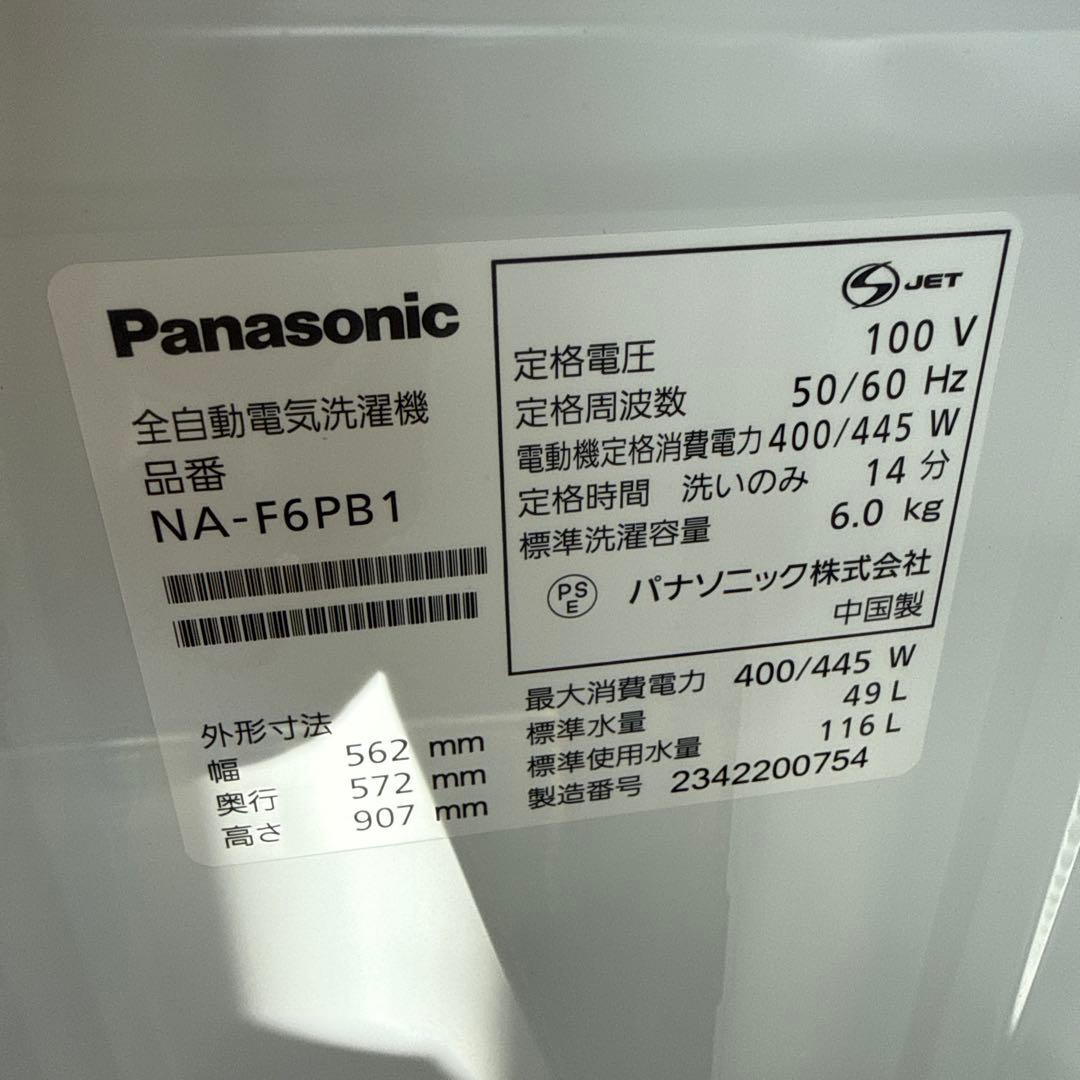 Panasonic
全自動電気洗濯機
品番
NA-F6PB1
外形寸法
幅 562 mm
奥行 572 mm
高さ 907 mm
JET
定格電圧 100 V
定格周波数 50/60 Hz
電動機定格消費電力 400/445 W
定格時間 洗いのみ 14 分
標準洗濯容量 6.0 kg
PS
E
パナソニック株式会社
中国製
最大消費電力 400/445 W
標準水量 49 L
標準使用水量 116 L
製造番号 2342200754